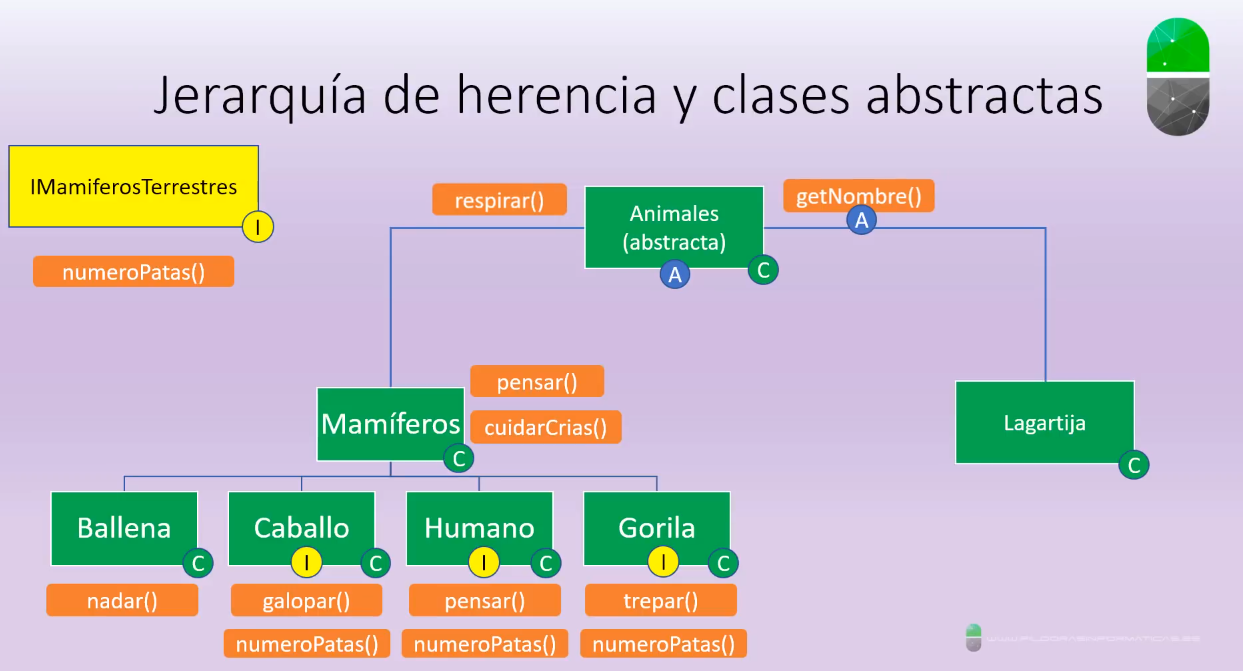 Jerarquía de herencia y clases abstractas
IMamiferosTerrestres
I
numeroPatas()
respirar()
Animales
(abstracta)
A
C
getNombre()
A
Mamíferos
C
pensar()
cuidarCrias()
Lagartija
C
Ballena
C
Caballo
I
C
Humano
I
C
Gorila
I
C
nadar()
galopar()
pensar()
trepar()
numeroPatas()
numeroPatas()
numeroPatas()